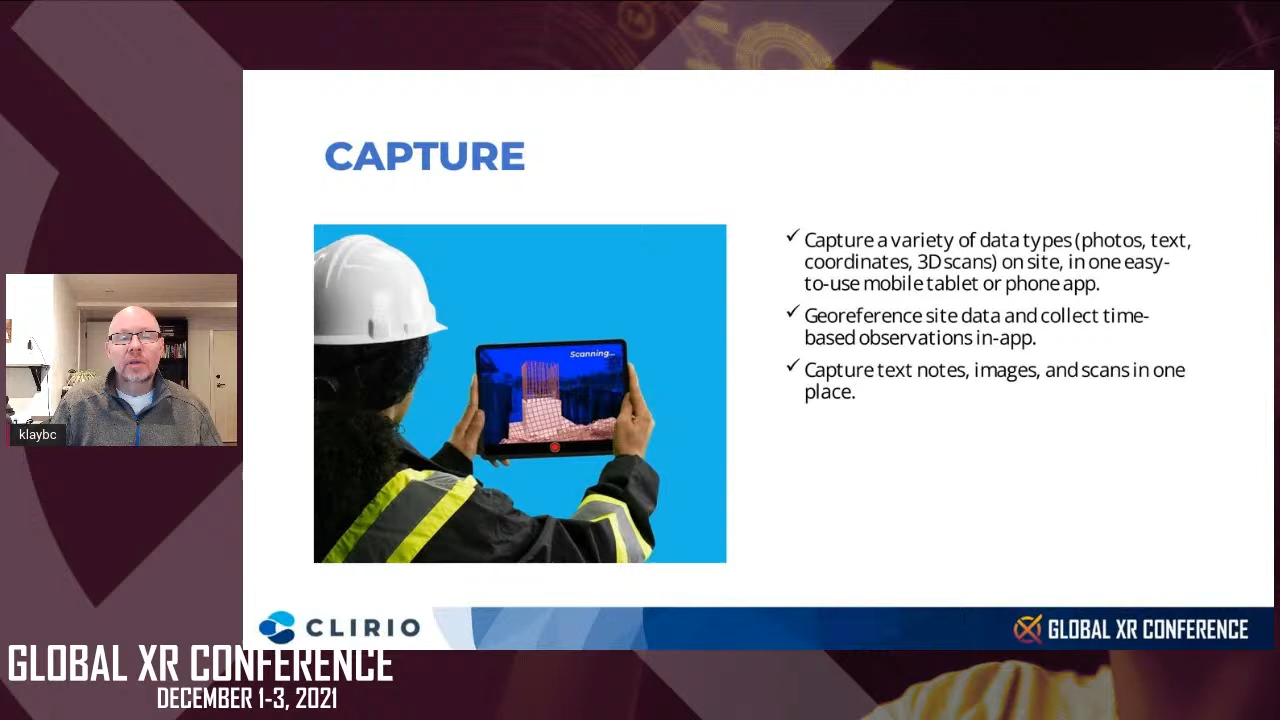 CAPTURE
Scanning...
✓ Capture a variety of data types (photos, text,
coordinates, 3D scans) on site, in one easy-
to-use mobile tablet or phone app.
✓ Georeference site data and collect time-
based observations in-app.
✓ Capture text notes, images, and scans in one
place.
klaybc
CLIRIO
GLOBAL XR CONFERENCE
GLOBAL XR CONFERENCE
DECEMBER 1-3, 2021